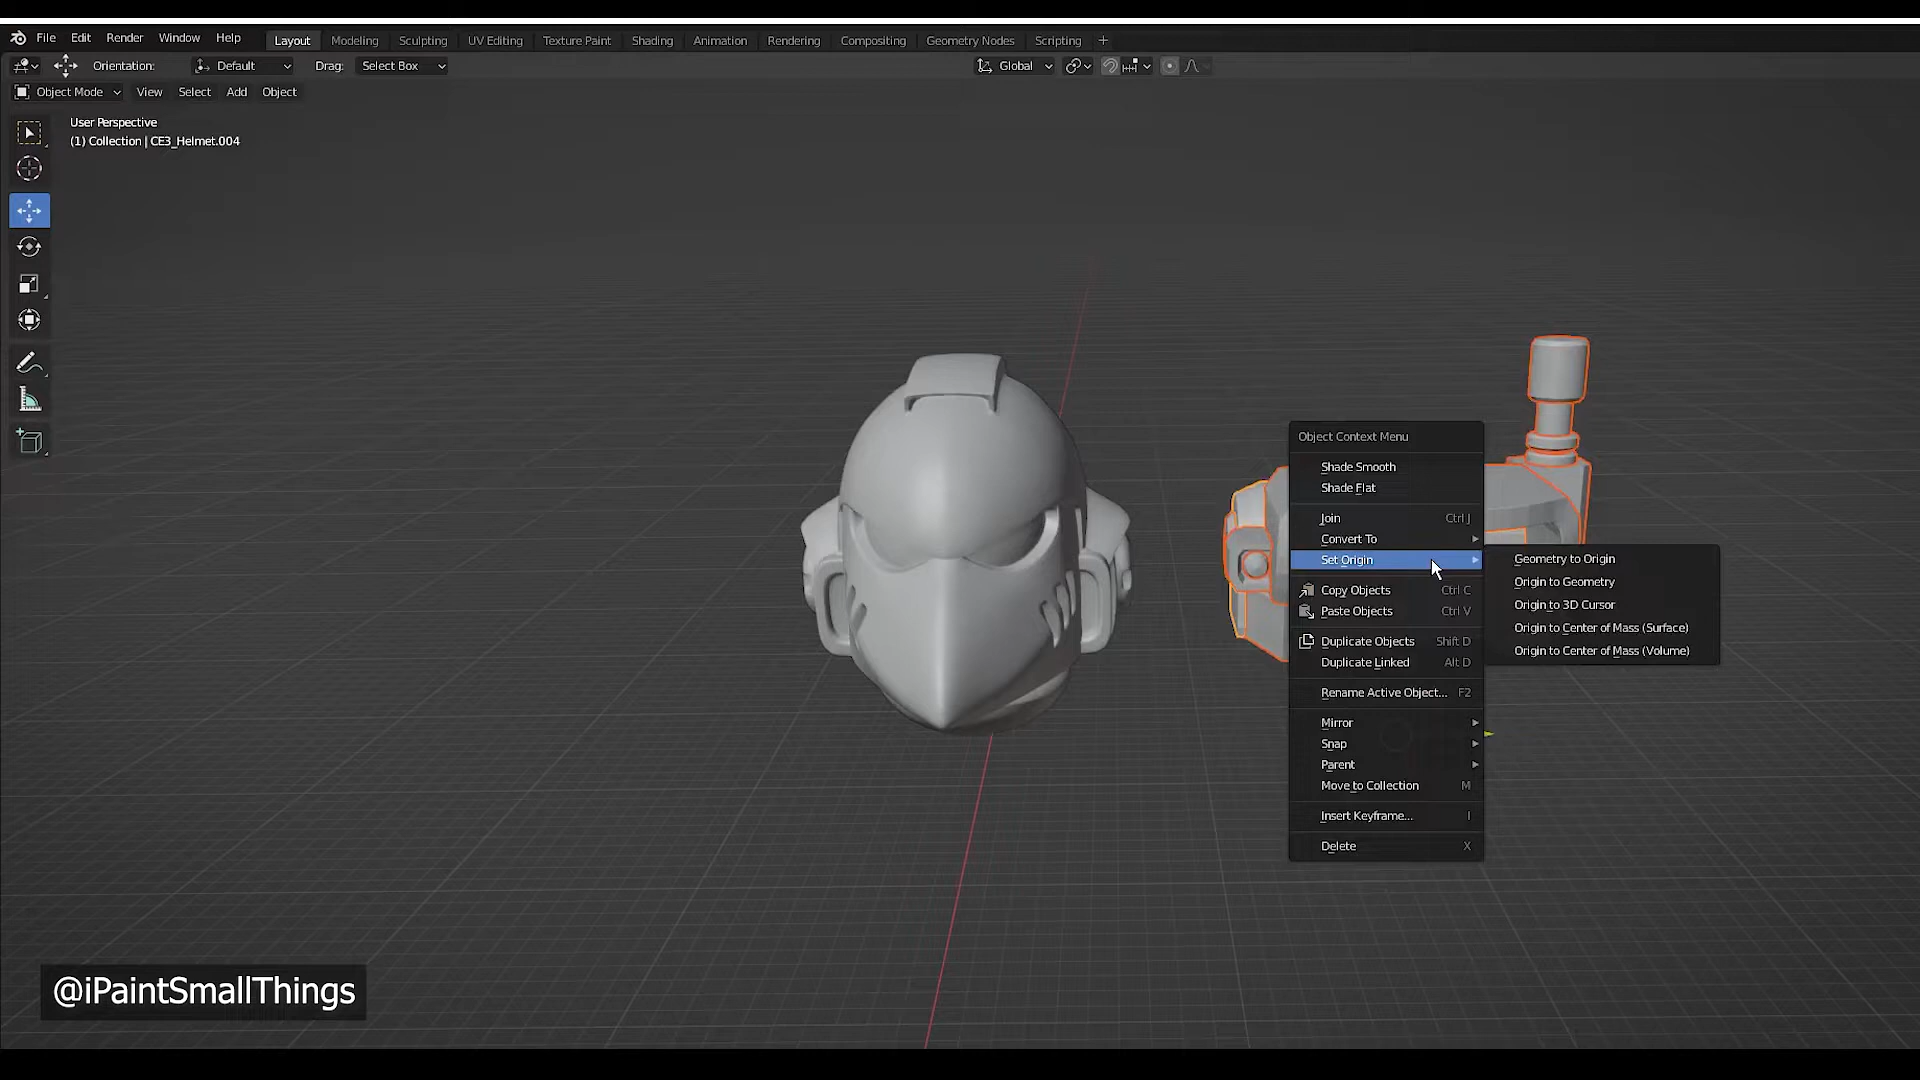 File Edit Render Window Help Layout Modeling Sculpting UV Editing Texture Paint Shading Animation Rendering Compositing Geometry Nodes Scripting +
Orientation: Default Drag: Select Box Global
Object Mode View Select Add Object
User Perspective
(1) Collection | CE3_Helmet.004
Object Context Menu
Shade Smooth
Shade Flat
Join Ctrl J
Convert To
Set Origin
Geometry to Origin
Origin to Geometry
Origin to 3D Cursor
Origin to Center of Mass (Surface)
Origin to Center of Mass (Volume)
Copy Objects Ctrl C
Paste Objects Ctrl V
Duplicate Objects Shift D
Duplicate Linked Alt D
Rename Active Object... F2
Mirror
Snap
Parent
Move to Collection M
Insert Keyframe... I
Delete X
@iPaintSmallThings